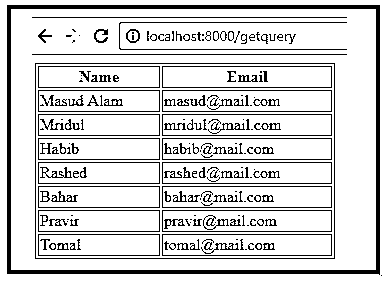 localhost:8000/getquery
Name Email
Masud Alam masud@mail.com
Mridul mridul@mail.com
Habib habib@mail.com
Rashed rashed@mail.com
Bahar bahar@mail.com
Pravir pravir@mail.com
Tomal tomal@mail.com